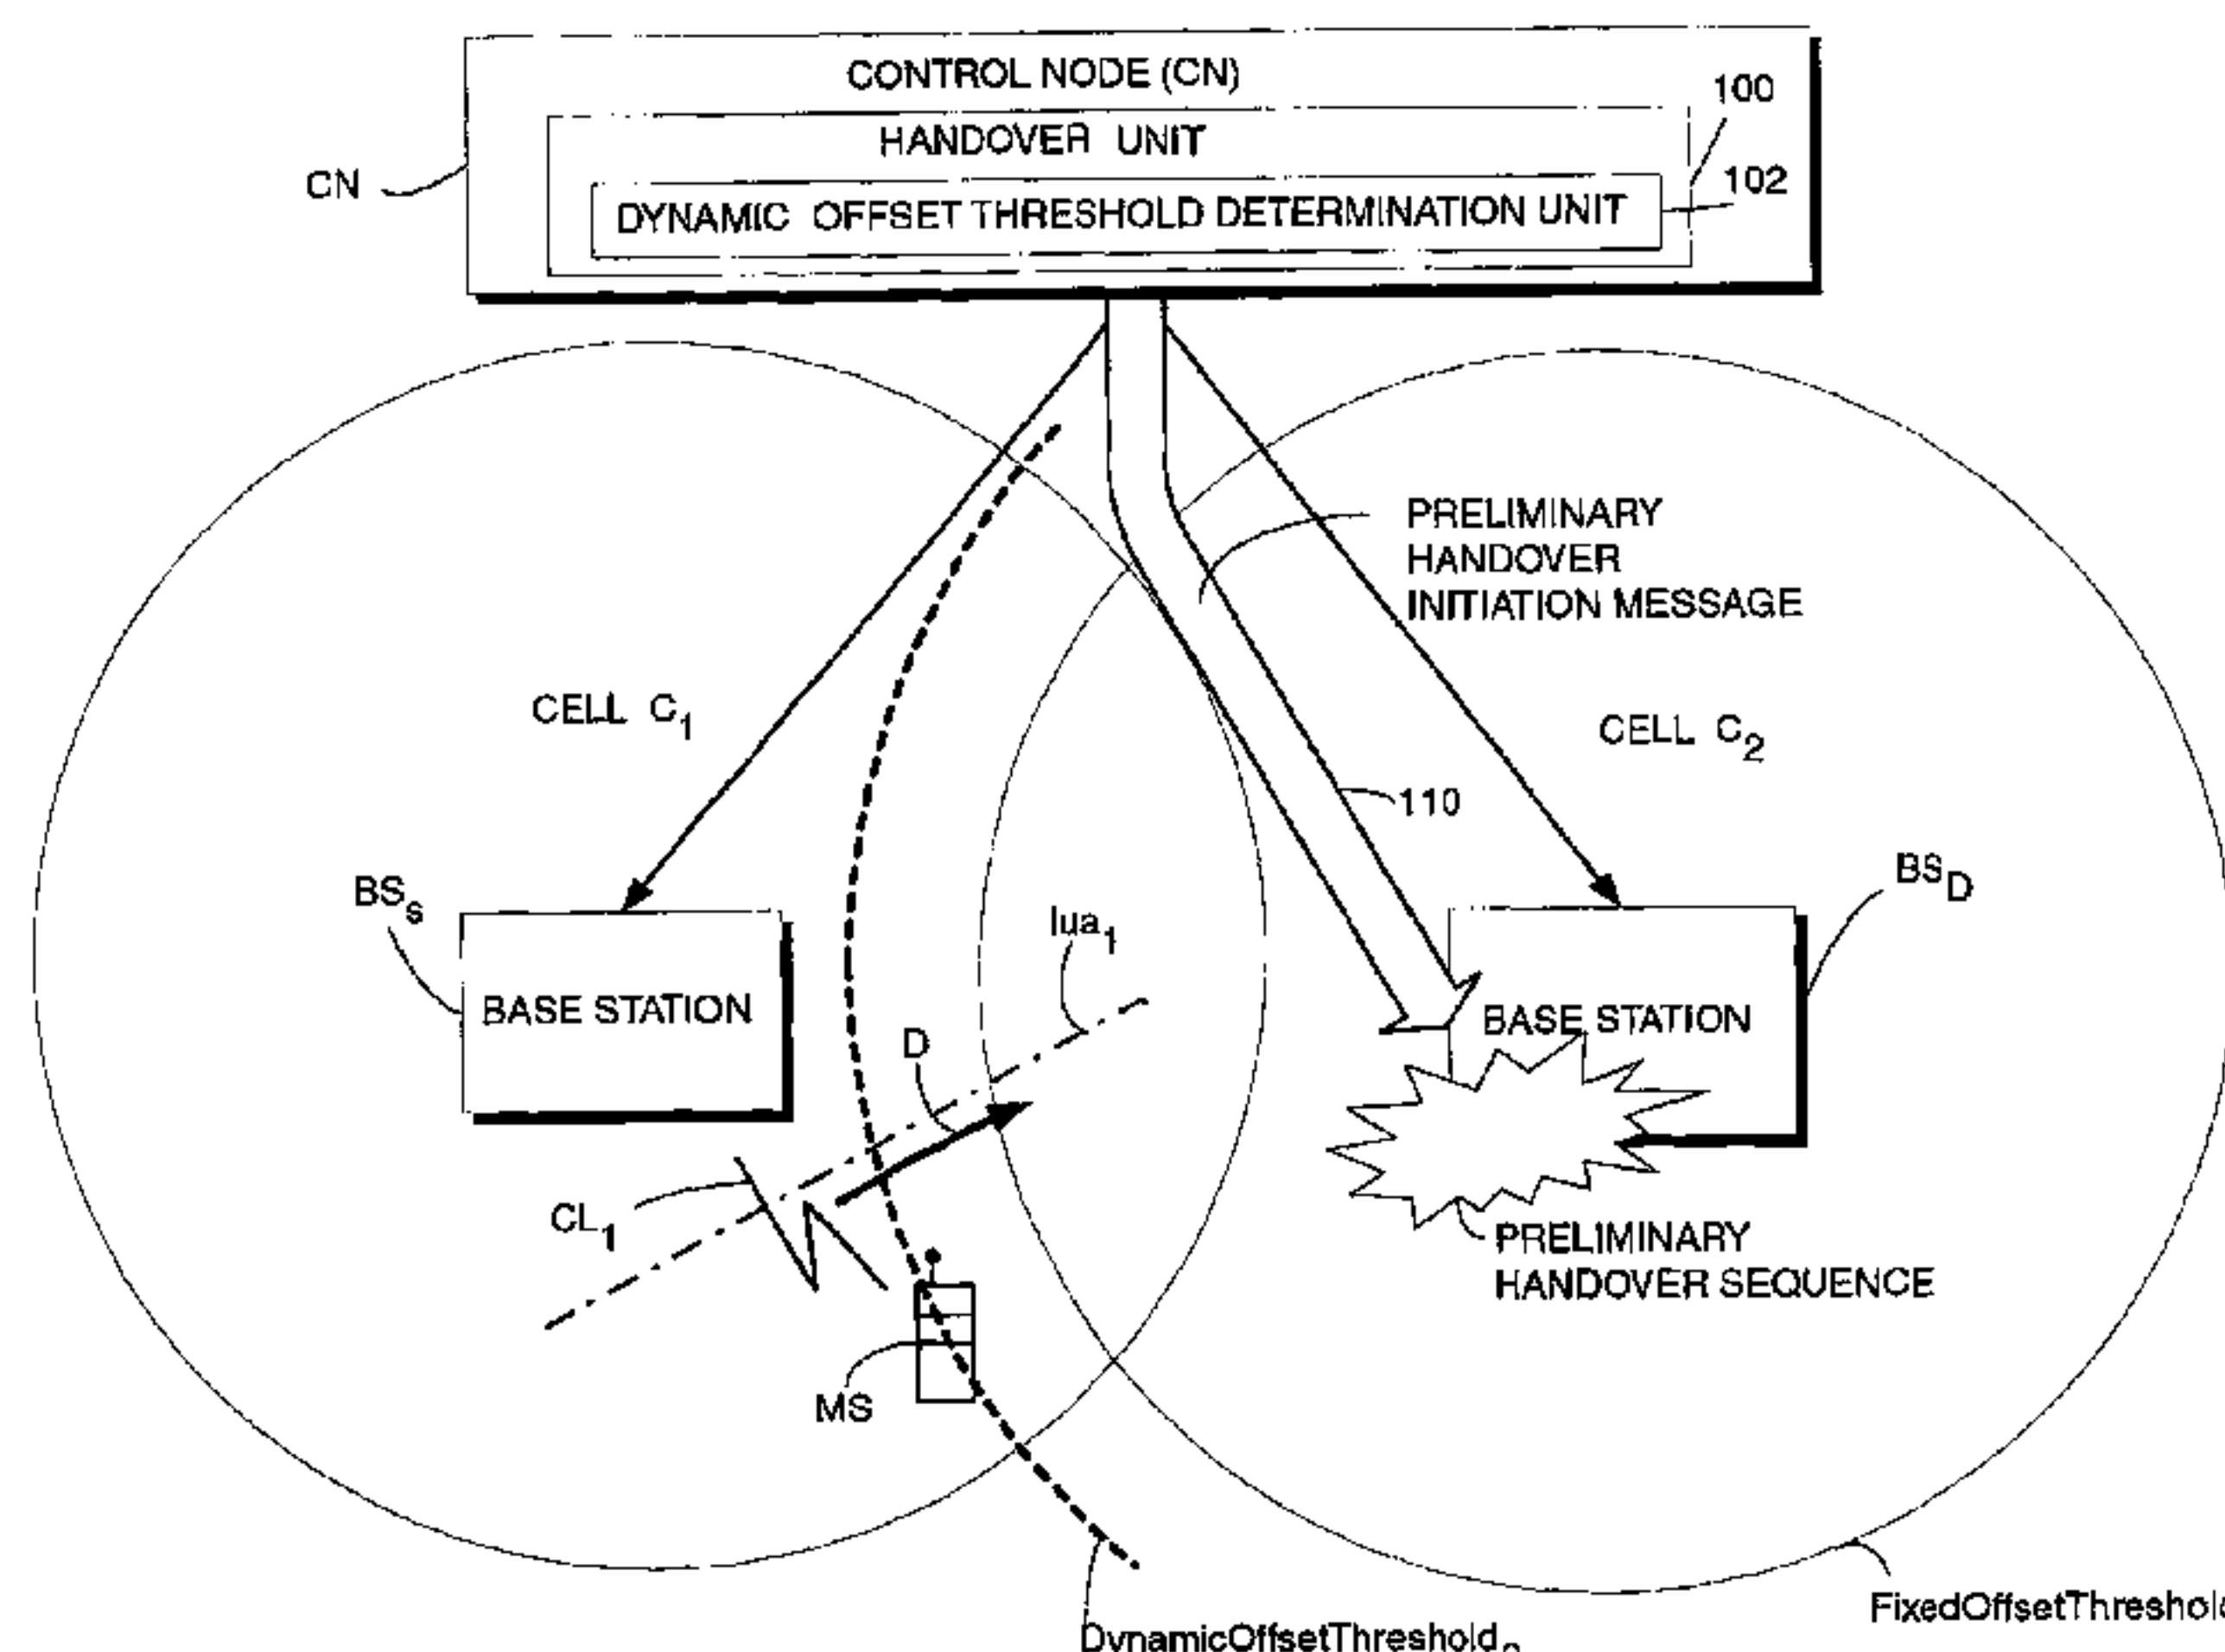 CONTROL NODE (CN)
100
HANDOVER UNIT
102
CN
DYNAMIC OFFSET THRESHOLD DETERMINATION UNIT
PRELIMINARY
HANDOVER
INITIATION MESSAGE
CELL C1
CELL C2
110
BSs
BSD
Iua1
BASE STATION
BASE STATION
D
CL1
PRELIMINARY
HANDOVER SEQUENCE
MS
DynamicOffsetThreshold